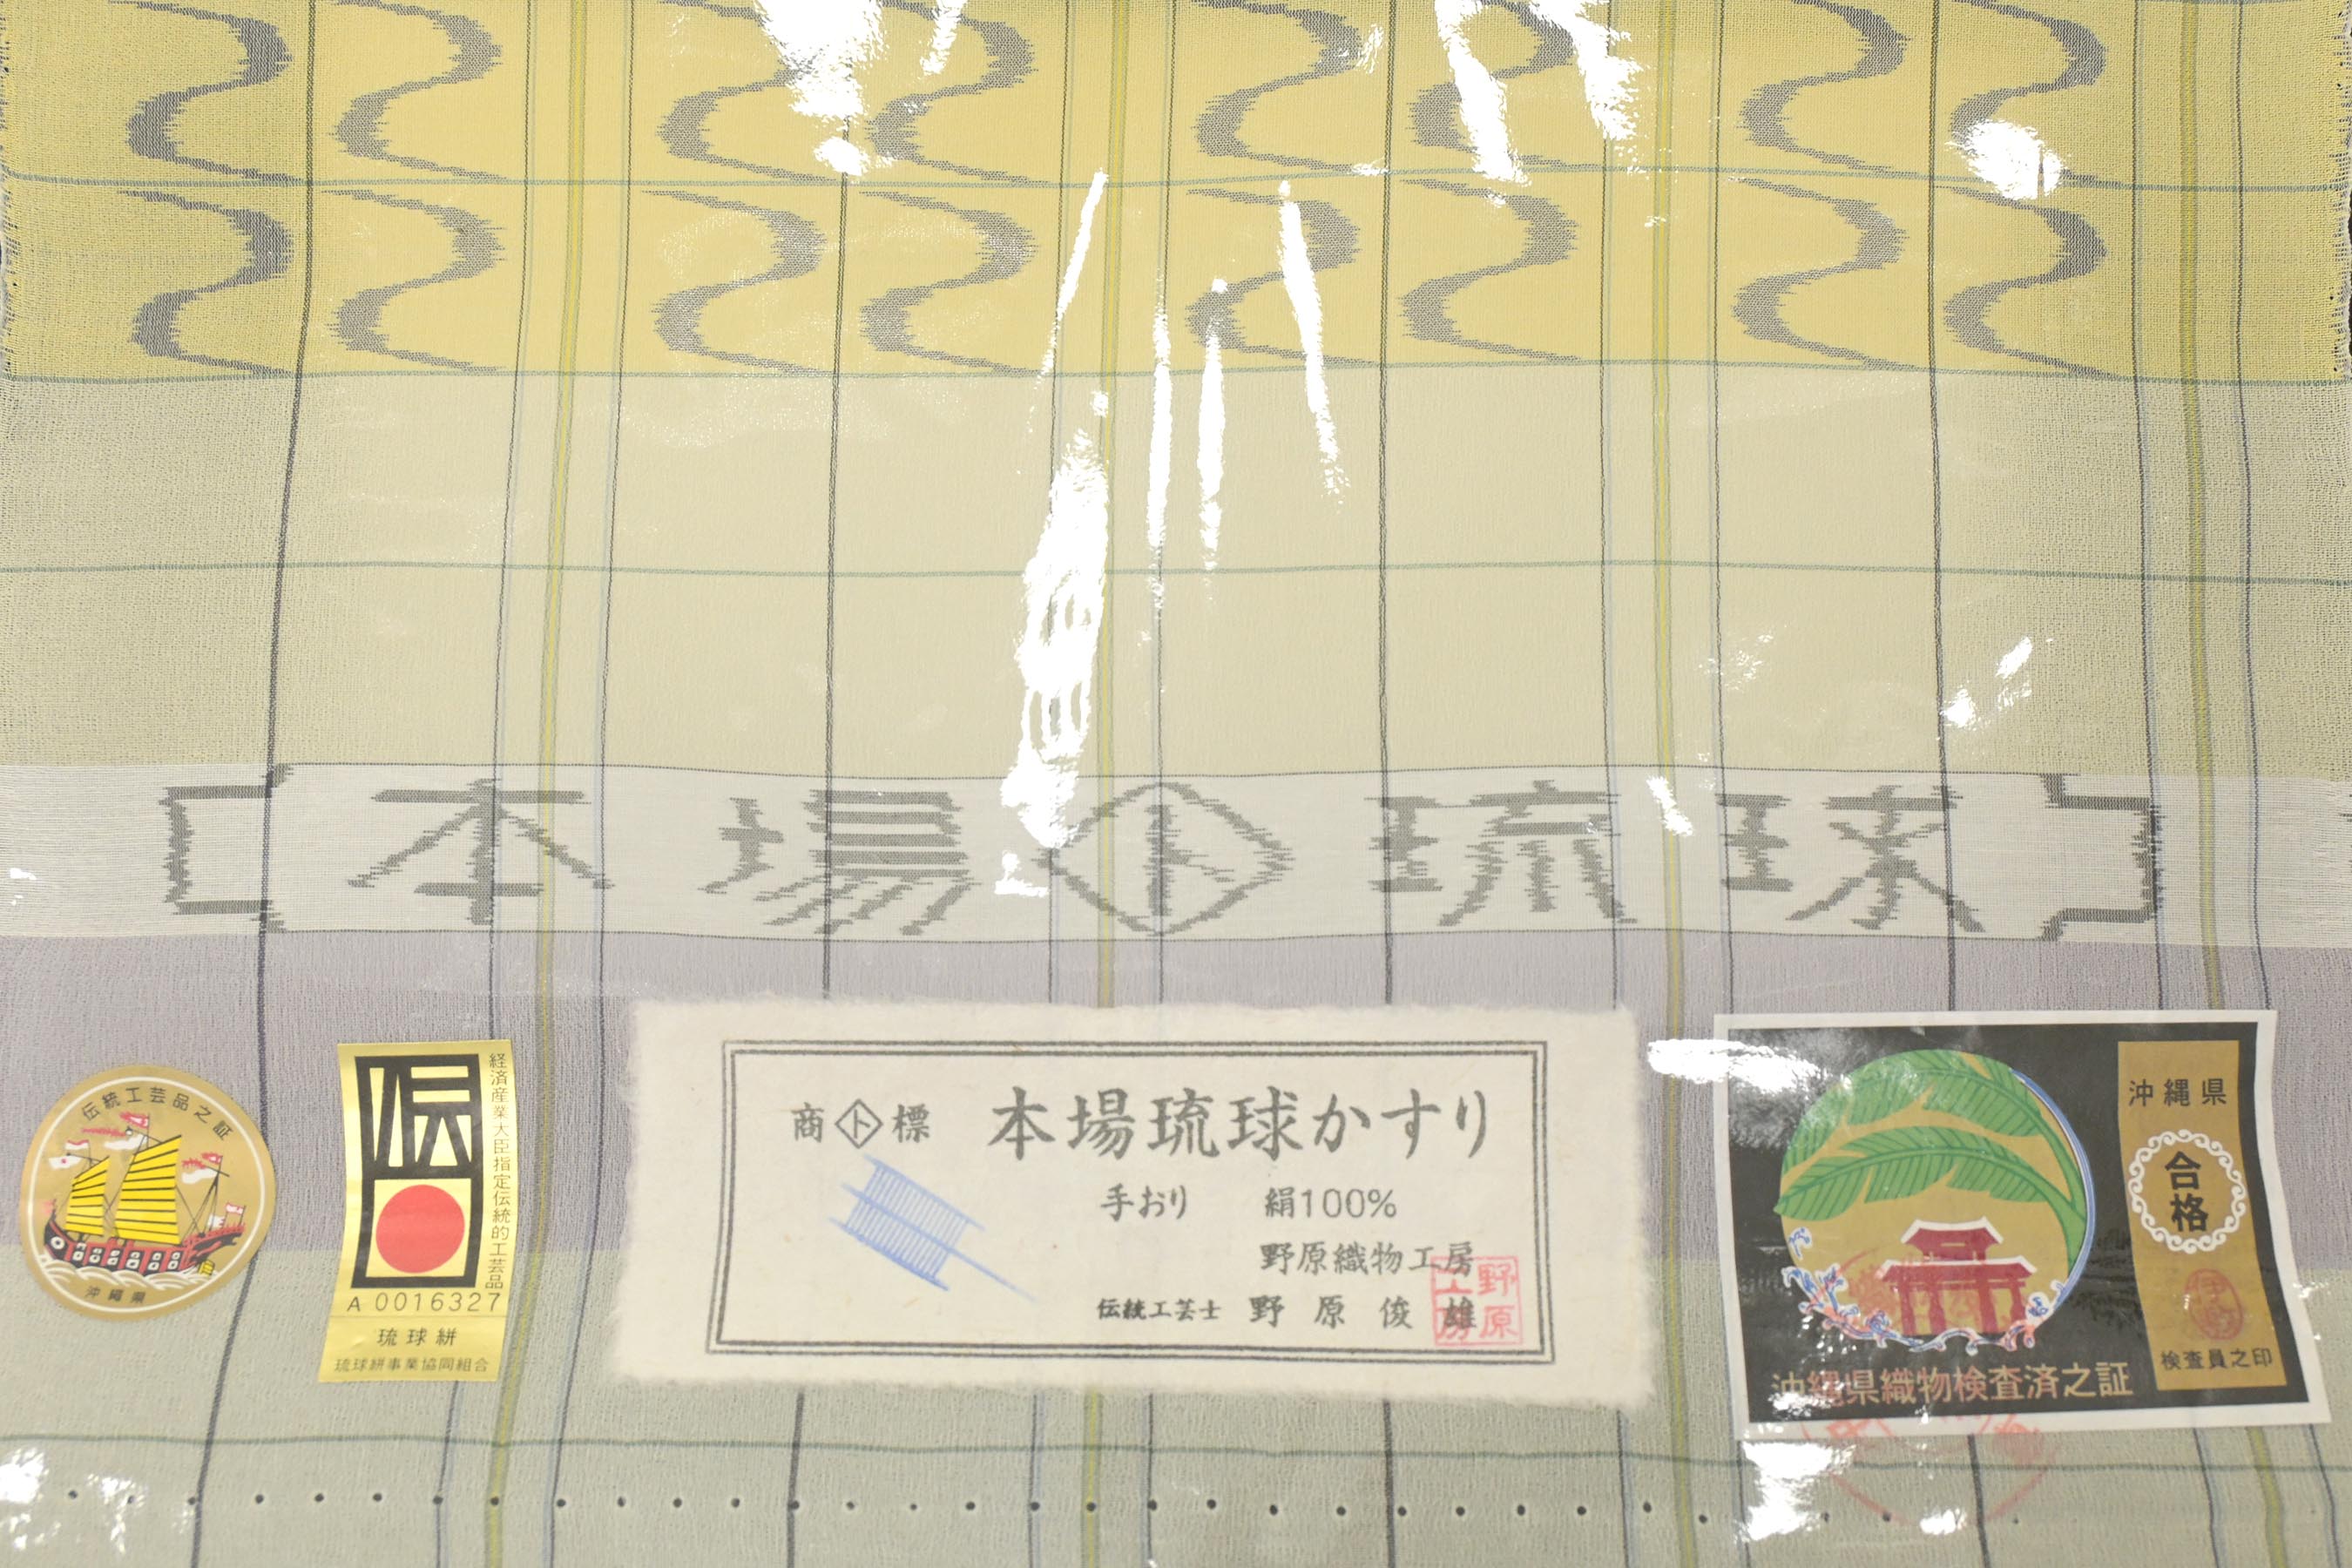 本場ト琉球
伝統工芸品之証
沖縄県
伝
経済産業大臣指定伝統的工芸品
A 0016327
琉球絣
琉球絣事業協同組合
商ト標 本場琉球かすり
手おり 絹100%
野原織物工房
伝統工芸士 野原俊雄
野原工房
沖縄県
合格
検査員之印
沖縄県織物検査済之証